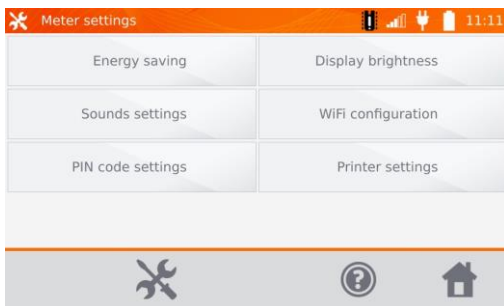 Meter settings 11:11
Energy saving Display brightness
Sounds settings WiFi configuration
PIN code settings Printer settings